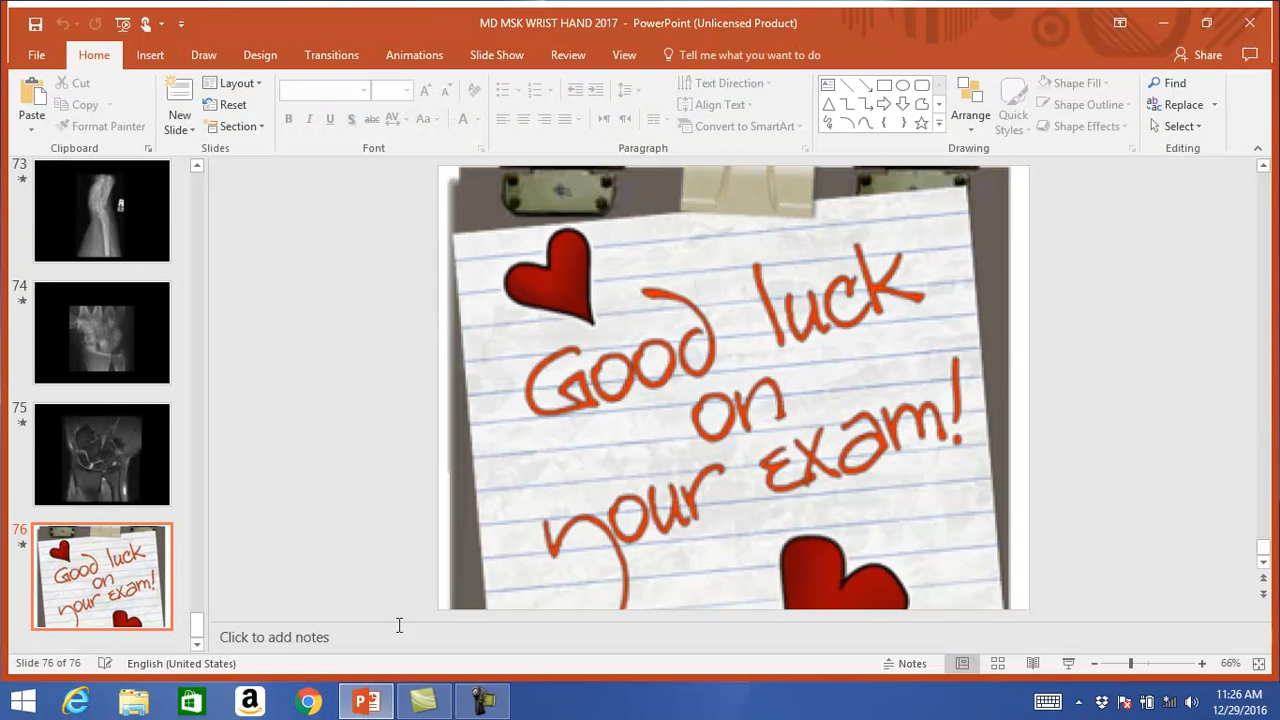 MD MSK WRIST HAND 2017 - PowerPoint (Unlicensed Product)
File Home Insert Draw Design Transitions Animations Slide Show Review View Tell me what you want to do Share
Paste
Cut
Copy
Format Painter
Clipboard
New Slide
Layout
Reset
Section
Slides
B I U S abc AV Aa A
Font
Text Direction
Align Text
Convert to SmartArt
Paragraph
Arrange
Quick Styles
Shape Fill
Shape Outline
Shape Effects
Drawing
Find
Replace
Select
Editing
73
74
75
76
Good luck
on
your Exam!
Good luck
on
your Exam!
Click to add notes
Slide 76 of 76 English (United States) Notes 66%
11:26 AM
12/29/2016